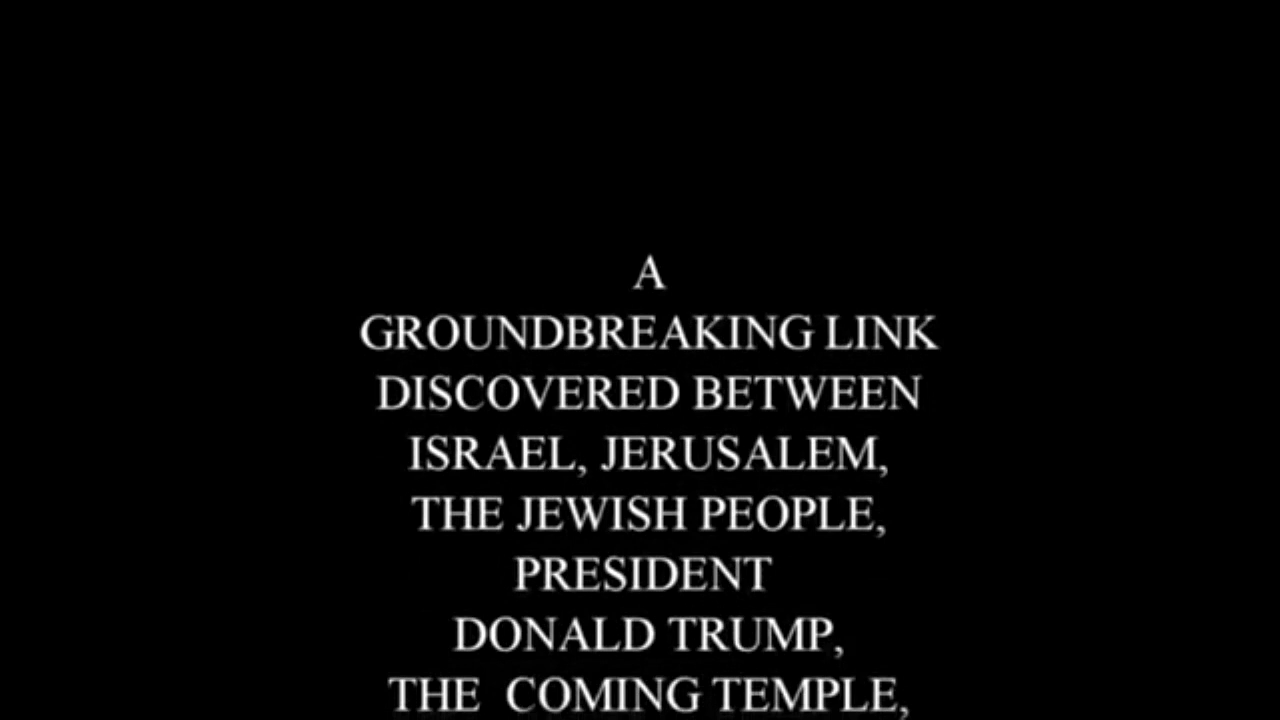 A
GROUNDBREAKING LINK
DISCOVERED BETWEEN
ISRAEL, JERUSALEM,
THE JEWISH PEOPLE,
PRESIDENT
DONALD TRUMP,
THE  COMING TEMPLE,